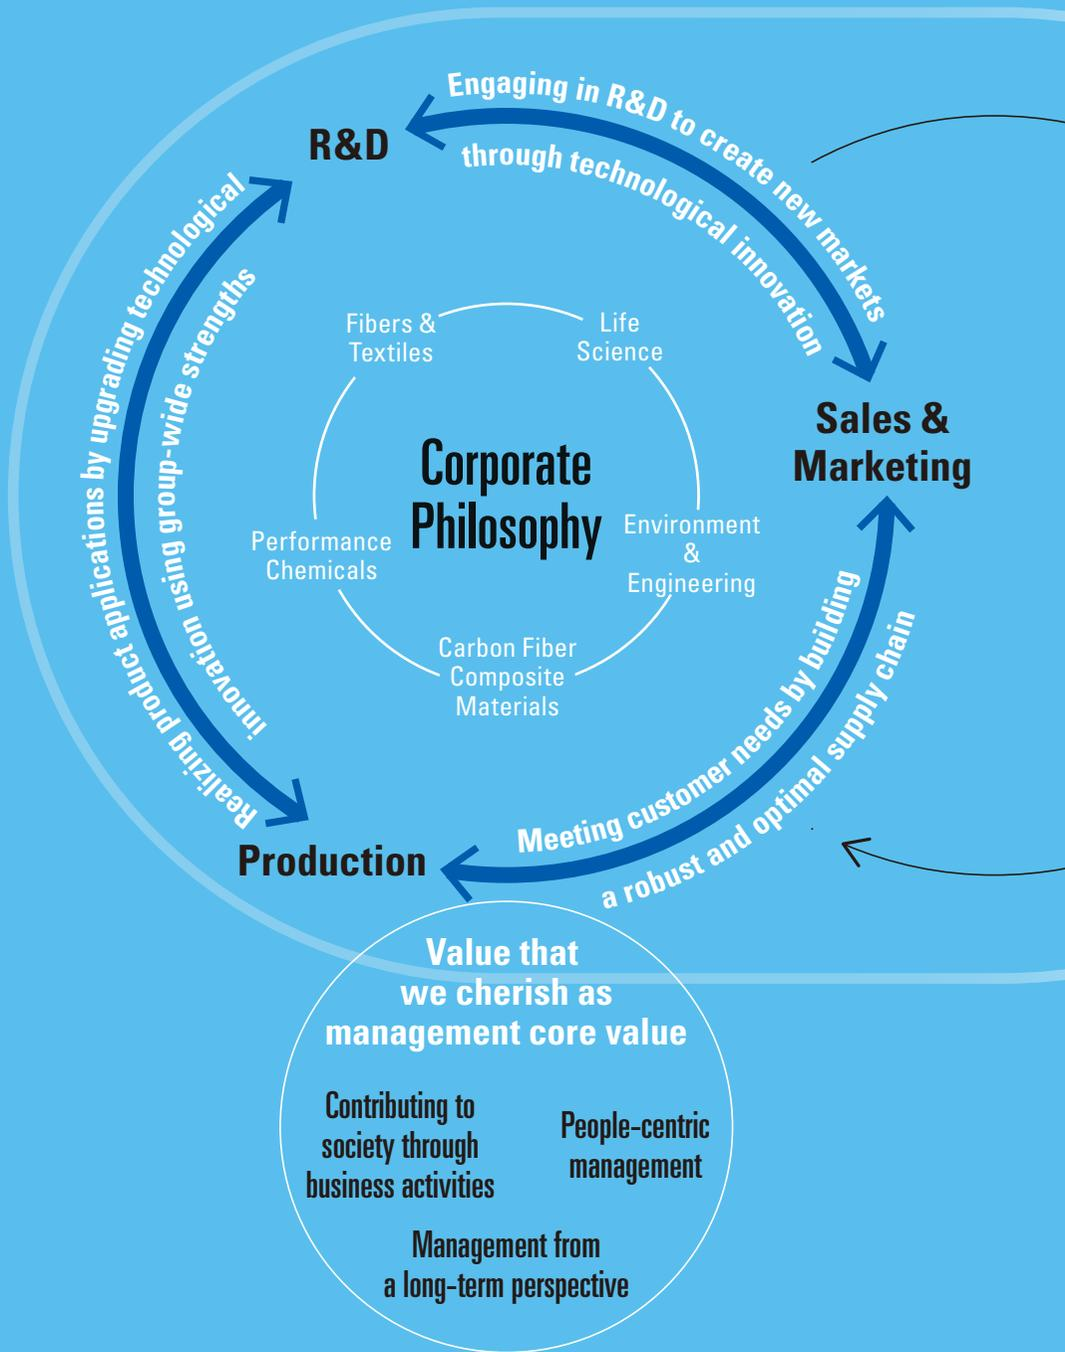 Engaging in R&D to create new markets
through technological innovation
R&D
Realizing product applications by upgrading technological
innovation using group-wide strengths
Fibers &
Textiles
Life
Science
Sales &
Marketing
Corporate
Philosophy
Performance
Chemicals
Environment
&
Engineering
Carbon Fiber
Composite
Materials
Meeting customer needs by building
a robust and optimal supply chain
Production
Value that
we cherish as
management core value
Contributing to
society through
business activities
People-centric
management
Management from
a long-term perspective